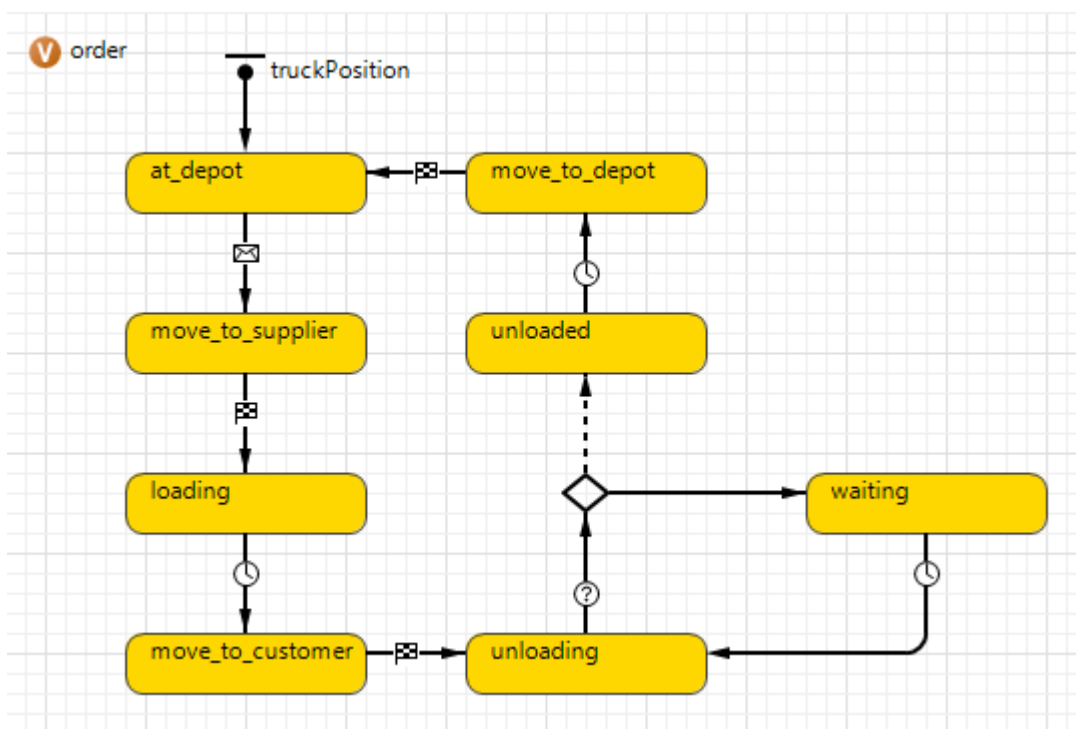 V order
truckPosition
at_depot
move_to_depot
move_to_supplier
unloaded
loading
waiting
?
move_to_customer
unloading